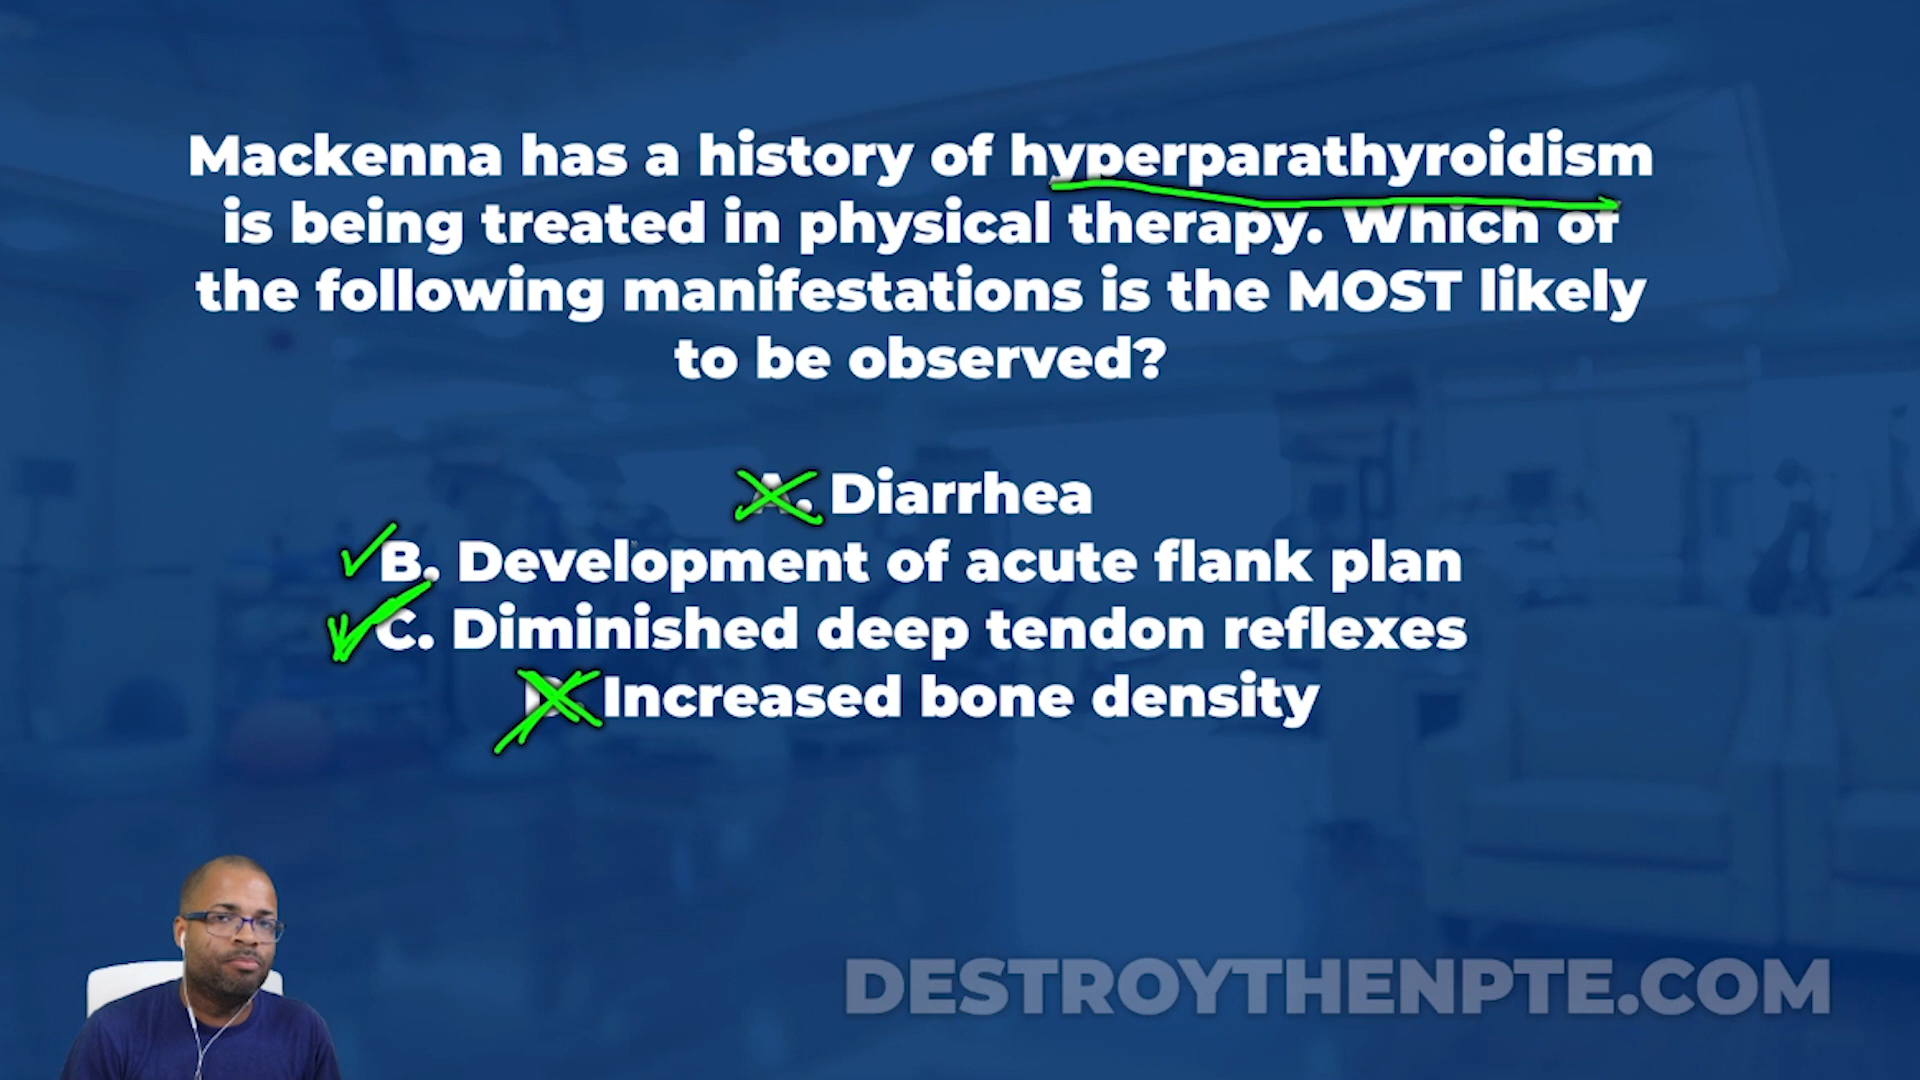 Mackenna has a history of hyperparathyroidism
is being treated in physical therapy. Which of
the following manifestations is the MOST likely
to be observed?
A. Diarrhea
B. Development of acute flank plan
C. Diminished deep tendon reflexes
D. Increased bone density
DESTROYTHENPTE.COM